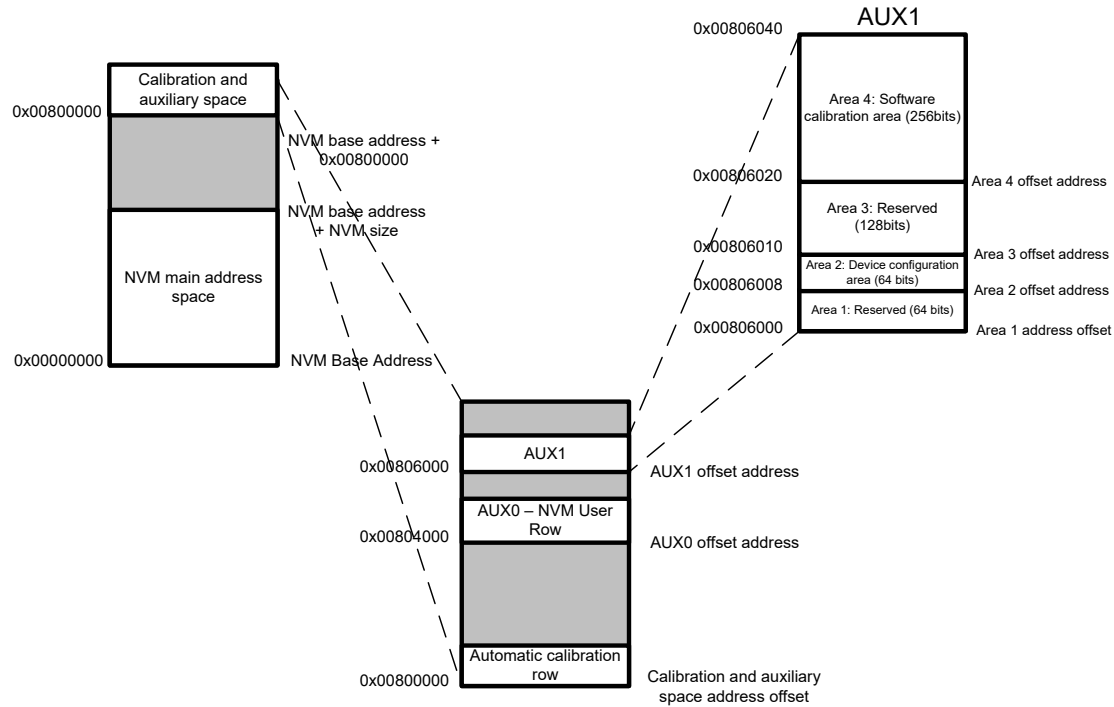 Calibration and
auxiliary space
0x00800000
NVM base address +
0x00800000
NVM base address
+ NVM size
NVM main address
space
0x00000000
NVM Base Address
AUX1
0x00806000
AUX1 offset address
AUX0 – NVM User
Row
0x00804000
AUX0 offset address
Automatic calibration
row
0x00800000
Calibration and auxiliary
space address offset
AUX1
0x00806040
Area 4: Software
calibration area (256bits)
0x00806020
Area 4 offset address
Area 3: Reserved
(128bits)
0x00806010
Area 3 offset address
Area 2: Device configuration
area (64 bits)
0x00806008
Area 2 offset address
Area 1: Reserved (64 bits)
0x00806000
Area 1 address offset